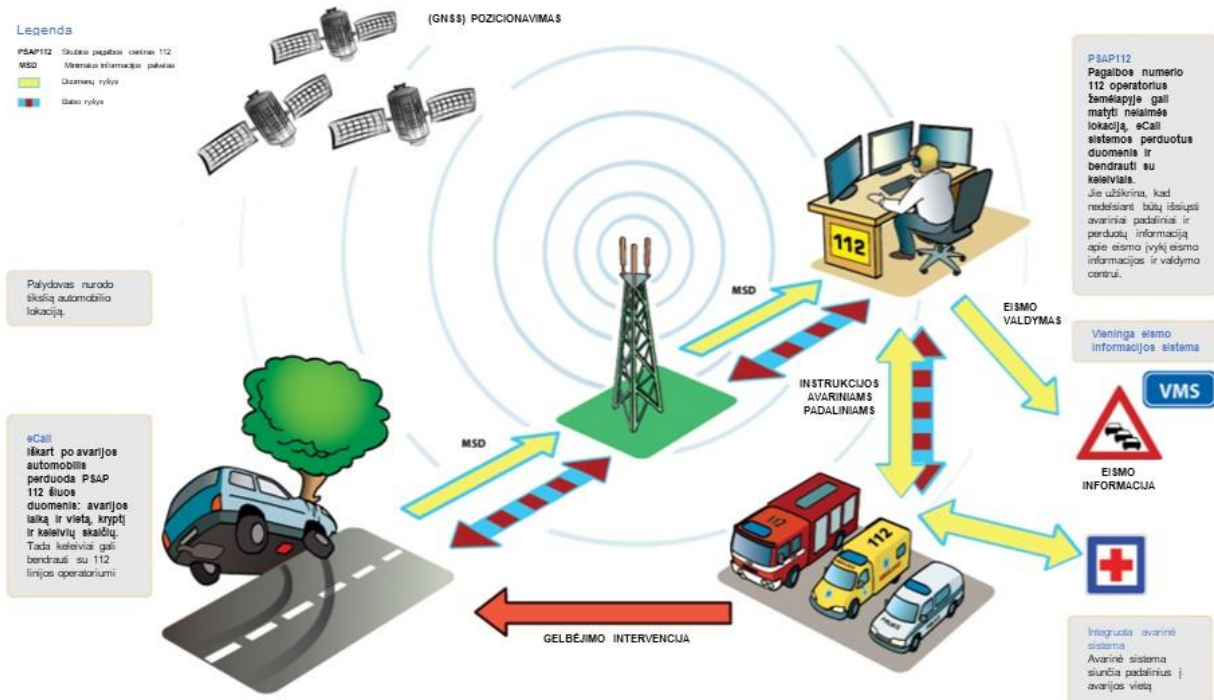 (GNSS) POZICIONAVIMAS
Legenda
PSAP112 Skubios pagalbos centras 112
MSD Minimalus informacijos paketas
Duomenų ryšys
Balso ryšys
PSAP112
Pagalbos numerio
112 operatorius
žemėlapyje gali
matyti nelaimės
lokaciją, eCall
sistemos perduotus
duomenis ir
bendrauti su
keleiviais.
Jie užtikrina, kad
nedelsiant būtų išsiųsti
avariniai padaliniai ir
perduotų informaciją
apie eismo įvykį eismo
informacijos ir valdymo
centrui.
112
Palydovas nurodo
tikslią automobilio
lokaciją.
MSD
EISMO
VALDYMAS
Vieninga eismo
informacijos sistema
VMS
INSTRUKCIJOS
AVARINIAMS
PADALINIAMS
eCall
Iškart po avarijos
automobilis
perduoda PSAP
112 šiuos
duomenis: avarijos
laiką ir vietą, kryptį
ir keleivių skaičių.
Tada keleiviai gali
bendrauti su 112
linijos operatoriumi
MSD
EISMO
INFORMACIJA
112
112
POLICE
GELBĖJIMO INTERVENCIJA
Integruota avarinė
sistema
Avarinė sistema
siunčia padalinius į
avarijos vietą